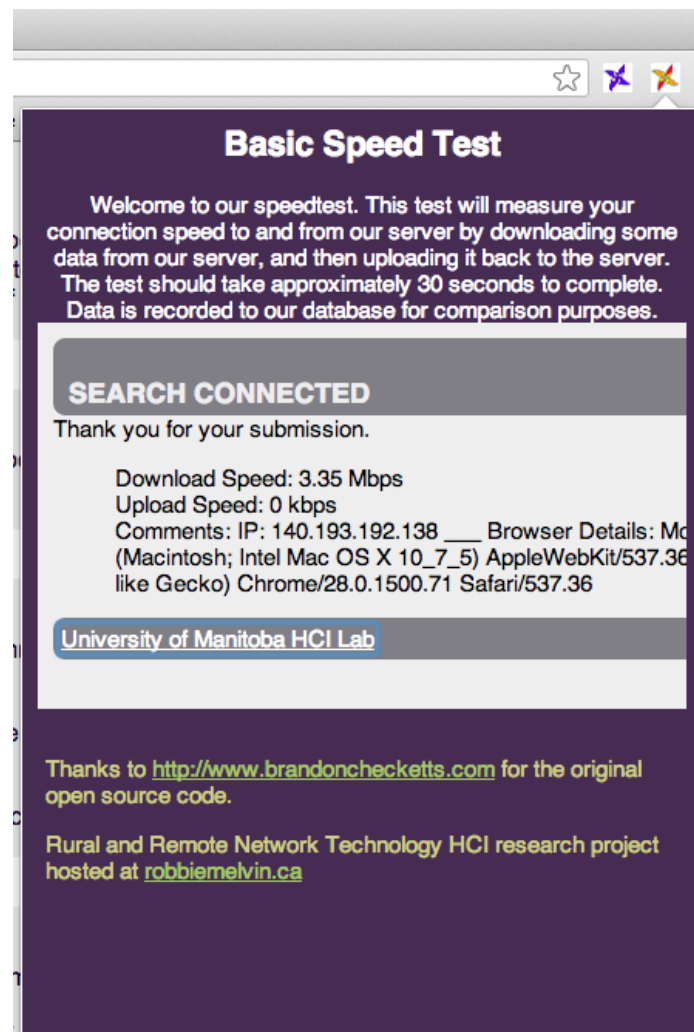 Basic Speed Test
Welcome to our speedtest. This test will measure your
connection speed to and from our server by downloading some
data from our server, and then uploading it back to the server.
The test should take approximately 30 seconds to complete.
Data is recorded to our database for comparison purposes.
SEARCH CONNECTED
Thank you for your submission.
Download Speed: 3.35 Mbps
Upload Speed: 0 kbps
Comments: IP: 140.193.192.138 ___ Browser Details: Mo
(Macintosh; Intel Mac OS X 10_7_5) AppleWebKit/537.36
like Gecko) Chrome/28.0.1500.71 Safari/537.36
University of Manitoba HCI Lab
Thanks to http://www.brandonchecketts.com for the original
open source code.
Rural and Remote Network Technology HCI research project
hosted at robbiemelvin.ca